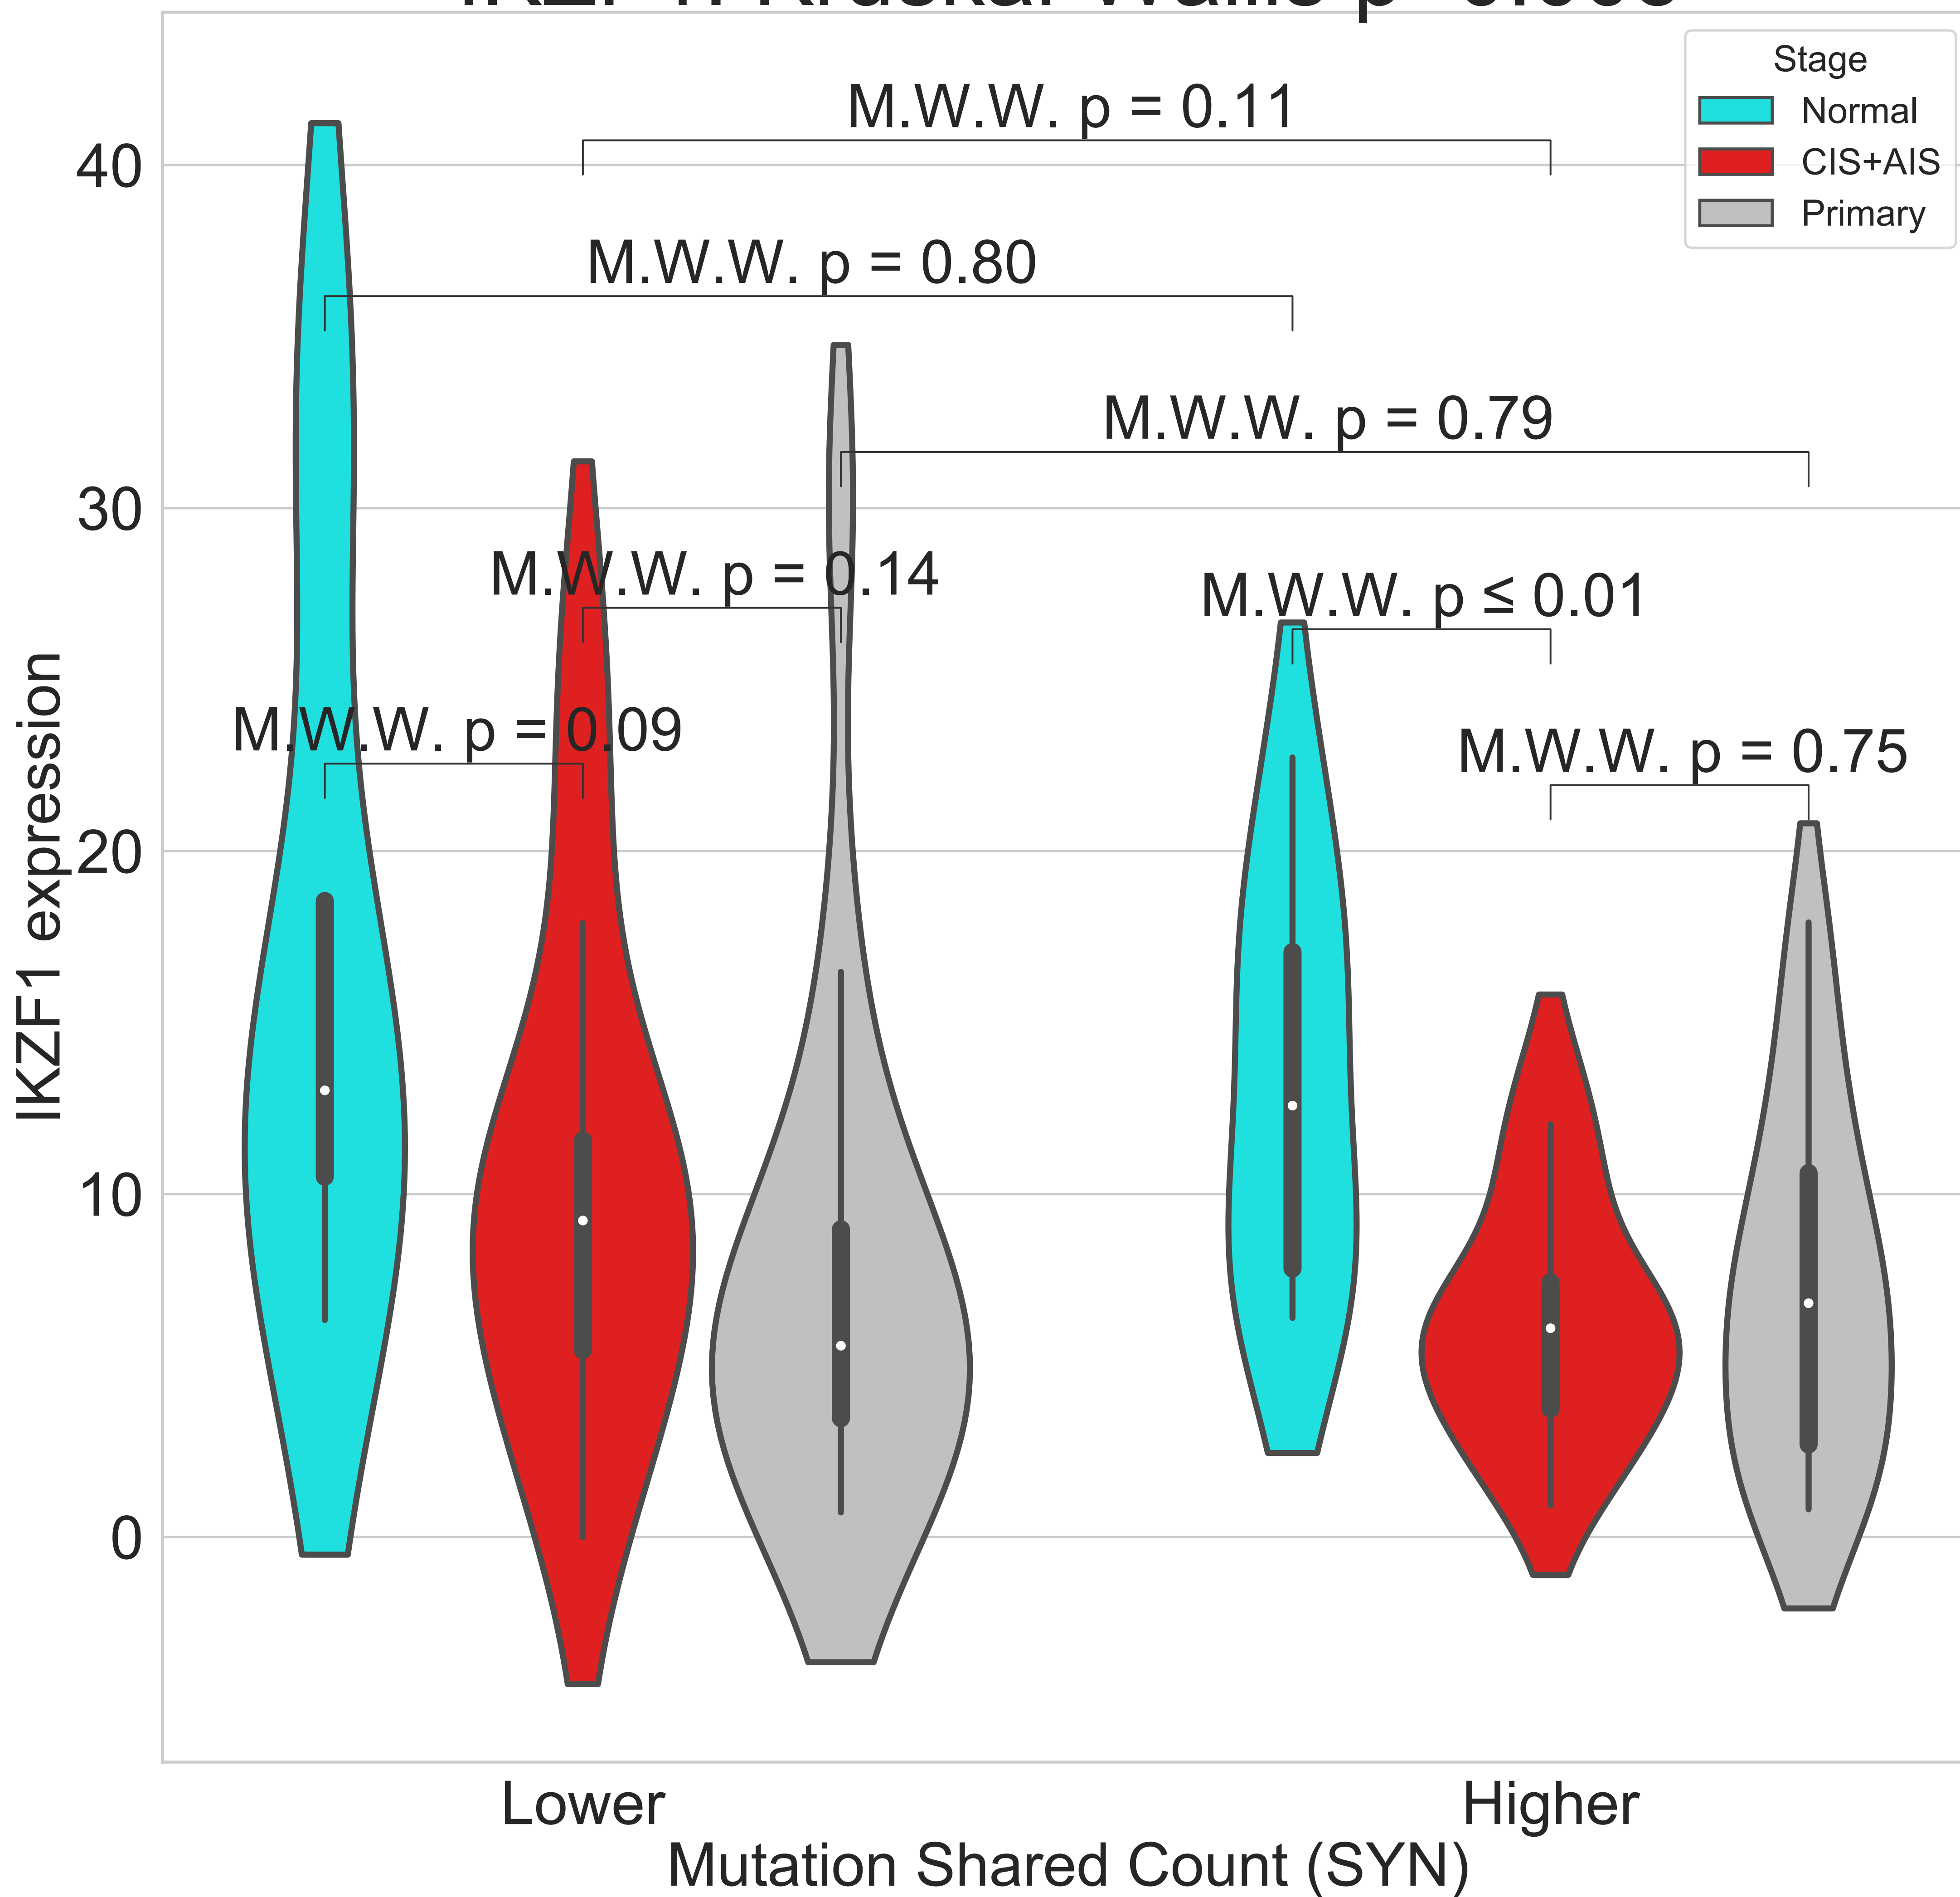 Stage
Normal
CIS+AIS
Primary
M.W.W. p = 0.11
M.W.W. p = 0.80
M.W.W. p = 0.79
M.W.W. p = 0.14
M.W.W. p ≤ 0.01
M.W.W. p = 0.09
M.W.W. p = 0.75
IKZF1 expression
40
30
20
10
0
Lower
Higher
Mutation Shared Count (SYN)